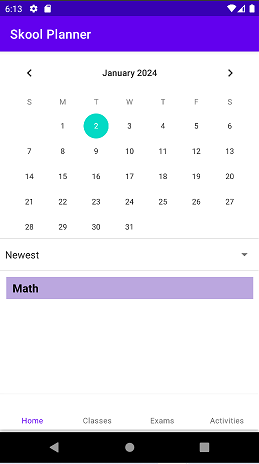 6:13
Skool Planner
January 2024
S M T W T F S
1 2 3 4 5 6
7 8 9 10 11 12 13
14 15 16 17 18 19 20
21 22 23 24 25 26 27
28 29 30 31
Newest
Math
Home Classes Exams Activities